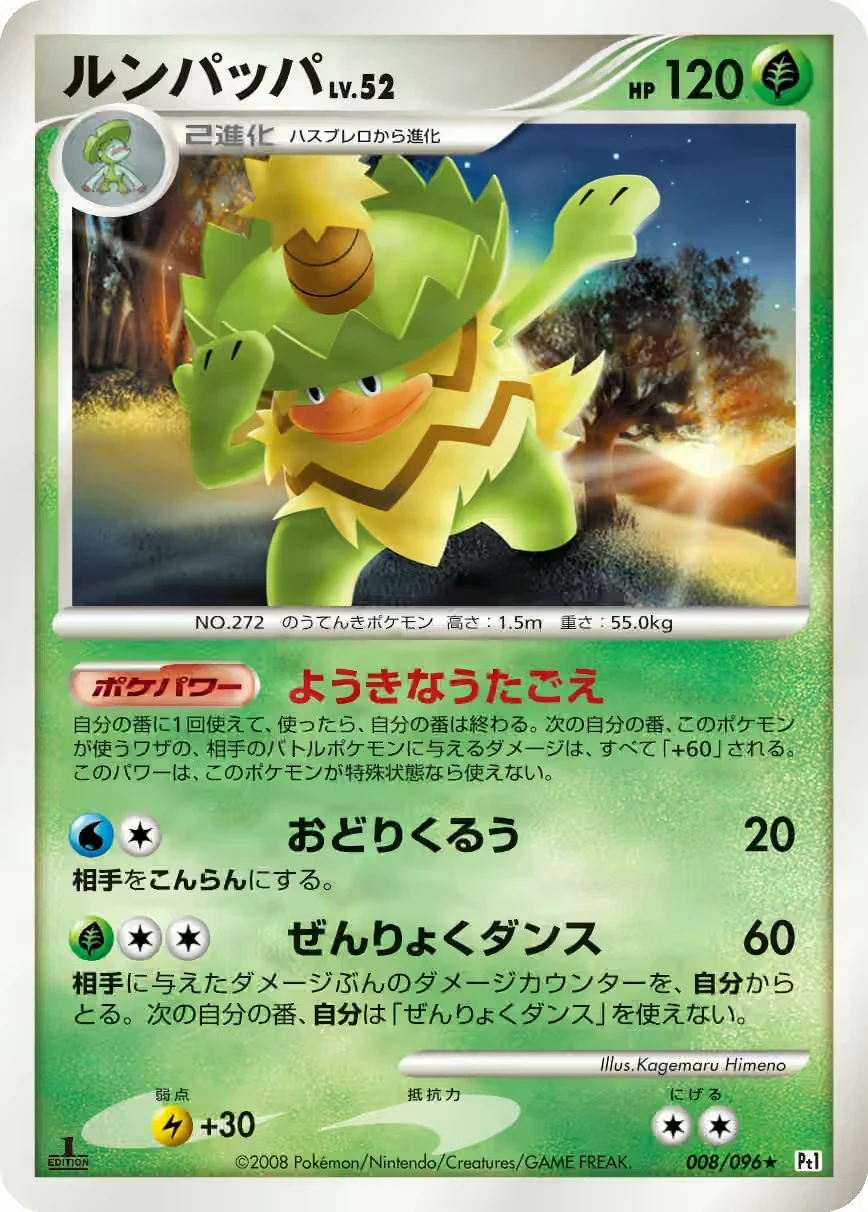 ルンパッパ LV.52 HP 120
2進化 ハスブレロから進化
NO.272 のうてんきポケモン 高さ：1.5m 重さ：55.0kg
ポケパワー ようきなうたごえ
自分の番に1回使えて、使ったら、自分の番は終わる。次の自分の番、このポケモン
が使うワザの、相手のバトルポケモンに与えるダメージは、すべて「+60」される。
このパワーは、このポケモンが特殊状態なら使えない。
おどりくるう 20
相手をこんらんにする。
ぜんりょくダンス 60
相手に与えたダメージぶんのダメージカウンターを、自分から
とる。次の自分の番、自分は「ぜんりょくダンス」を使えない。
Illus.Kagemaru Himeno
弱点 抵抗力 にげる
+30
1
EDITION
©2008 Pokémon/Nintendo/Creatures/GAME FREAK. 008/096★ Pt1